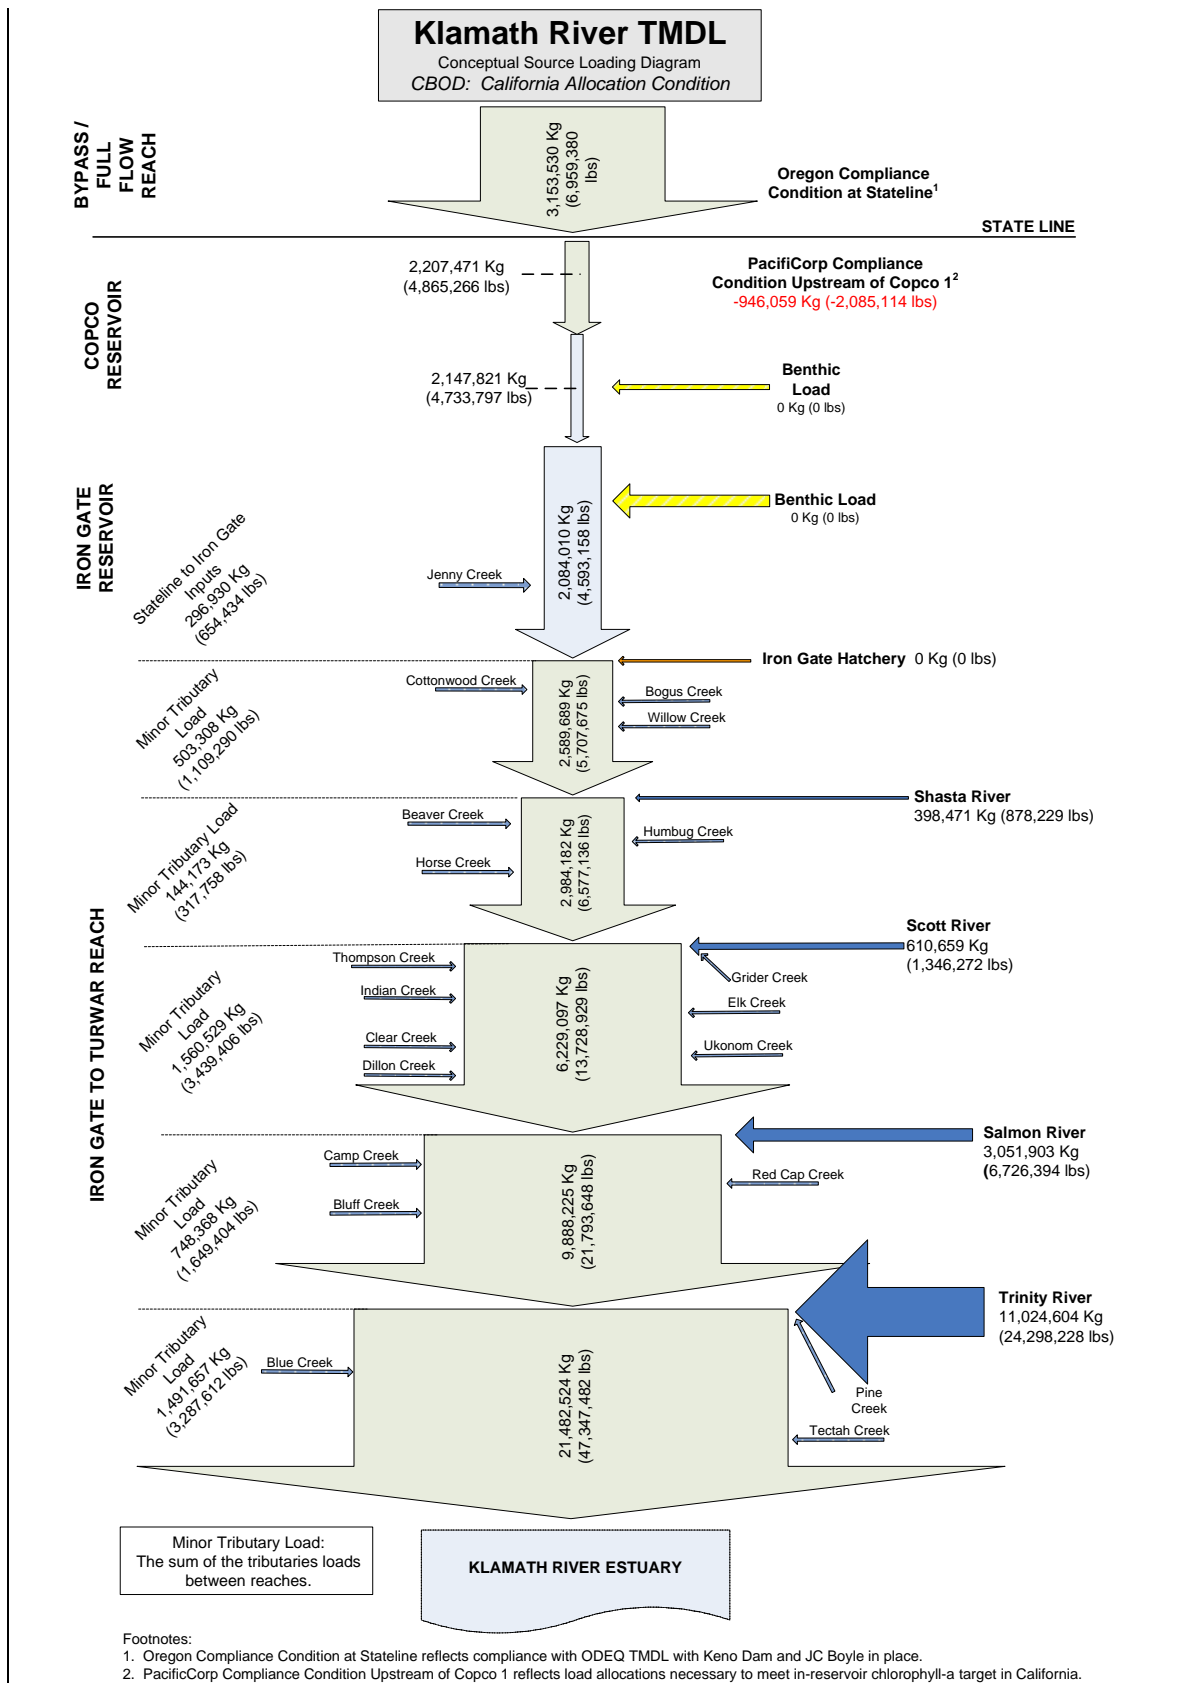 Klamath River TMDL
Conceptual Source Loading Diagram
CBOD: California Allocation Condition
BYPASS /
FULL
FLOW
REACH
3,153,530 Kg
(6,959,380
lbs)
Oregon Compliance
Condition at Stateline1
STATE LINE
COPCO
RESERVOIR
2,207,471 Kg
(4,865,266 lbs)
PacifiCorp Compliance
Condition Upstream of Copco 12
-946,059 Kg (-2,085,114 lbs)
2,147,821 Kg
(4,733,797 lbs)
Benthic
Load
0 Kg (0 lbs)
IRON GATE
RESERVOIR
2,084,010 Kg
(4,593,158 lbs)
Benthic Load
0 Kg (0 lbs)
Stateline to Iron Gate
Inputs
296,930 Kg
(654,434 lbs)
Jenny Creek
Iron Gate Hatchery 0 Kg (0 lbs)
IRON GATE TO TURWAR REACH
Minor Tributary
Load
503,308 Kg
(1,109,290 lbs)
Cottonwood Creek
2,589,689 Kg
(5,707,675 lbs)
Bogus Creek
Willow Creek
Shasta River
398,471 Kg (878,229 lbs)
Minor Tributary Load
144,173 Kg
(317,758 lbs)
Beaver Creek
Horse Creek
2,984,182 Kg
(6,577,136 lbs)
Humbug Creek
Scott River
610,659 Kg
(1,346,272 lbs)
Minor Tributary
Load
1,560,529 Kg
(3,439,406 lbs)
Thompson Creek
Indian Creek
Clear Creek
Dillon Creek
6,229,097 Kg
(13,728,929 lbs)
Grider Creek
Elk Creek
Ukonom Creek
Salmon River
3,051,903 Kg
(6,726,394 lbs)
Minor Tributary
Load
748,368 Kg
(1,649,404 lbs)
Camp Creek
Bluff Creek
9,888,225 Kg
(21,793,648 lbs)
Red Cap Creek
Trinity River
11,024,604 Kg
(24,298,228 lbs)
Minor Tributary
Load
1,491,657 Kg
(3,287,612 lbs)
Blue Creek
21,482,524 Kg
(47,347,482 lbs)
Pine
Creek
Tectah Creek
Minor Tributary Load:
The sum of the tributaries loads
between reaches.
KLAMATH RIVER ESTUARY
Footnotes:
1. Oregon Compliance Condition at Stateline reflects compliance with ODEQ TMDL with Keno Dam and JC Boyle in place.
2. PacificCorp Compliance Condition Upstream of Copco 1 reflects load allocations necessary to meet in-reservoir chlorophyll-a target in California.